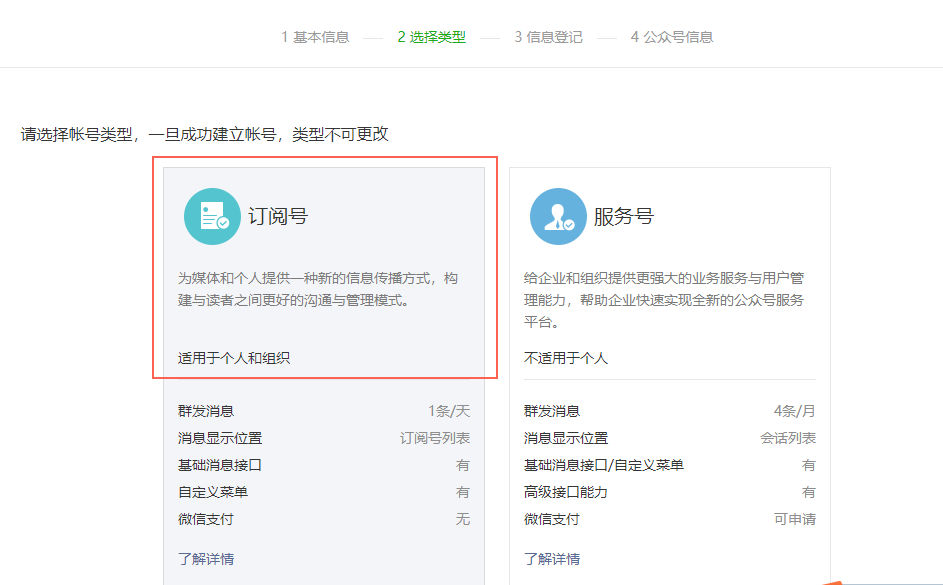 1 基本信息 2 选择类型 3 信息登记 4 公众号信息
请选择帐号类型，一旦成功建立帐号，类型不可更改
订阅号
为媒体和个人提供一种新的信息传播方式，构
建与读者之间更好的沟通与管理模式。
适用于个人和组织
群发消息 1条/天
消息显示位置 订阅号列表
基础消息接口 有
自定义菜单 有
微信支付 无
了解详情
服务号
给企业和组织提供更强大的业务服务与用户管
理能力，帮助企业快速实现全新的公众号服务
平台。
不适用于个人
群发消息 4条/月
消息显示位置 会话列表
基础消息接口/自定义菜单 有
高级接口能力 有
微信支付 可申请
了解详情